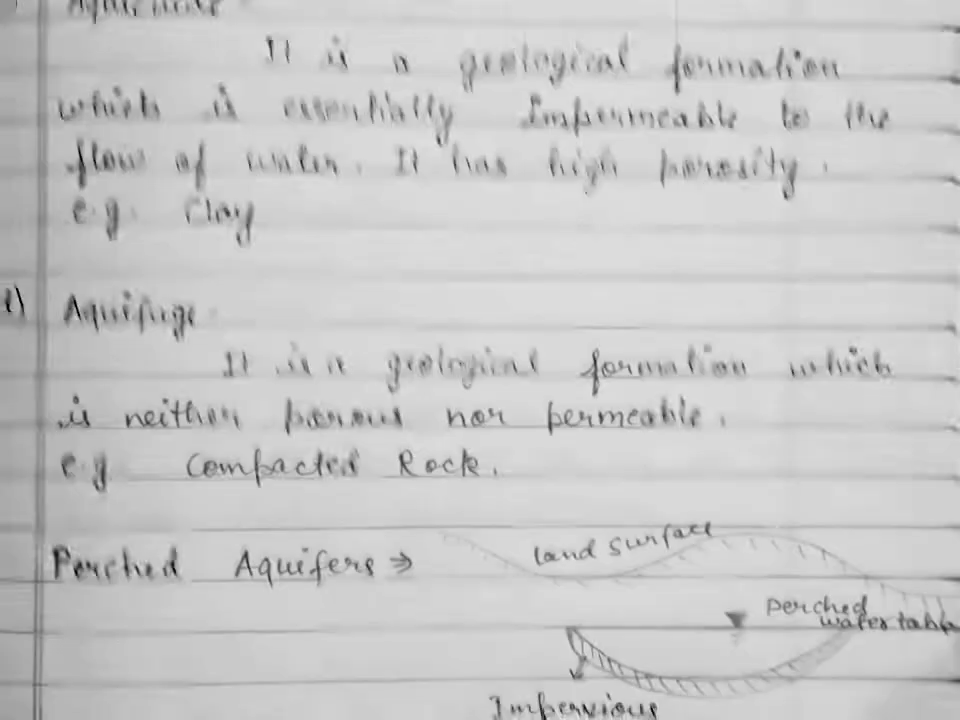 It is a geological formation
which is essentially Impermeable to the
flow of water. It has high porosity.
e.g. Clay
Aquifuge
It is a geological formation which
is neither porous nor permeable.
e.g. Compacted Rock.
Perched Aquifers ⇒
land surface
perched
water table
Impervious